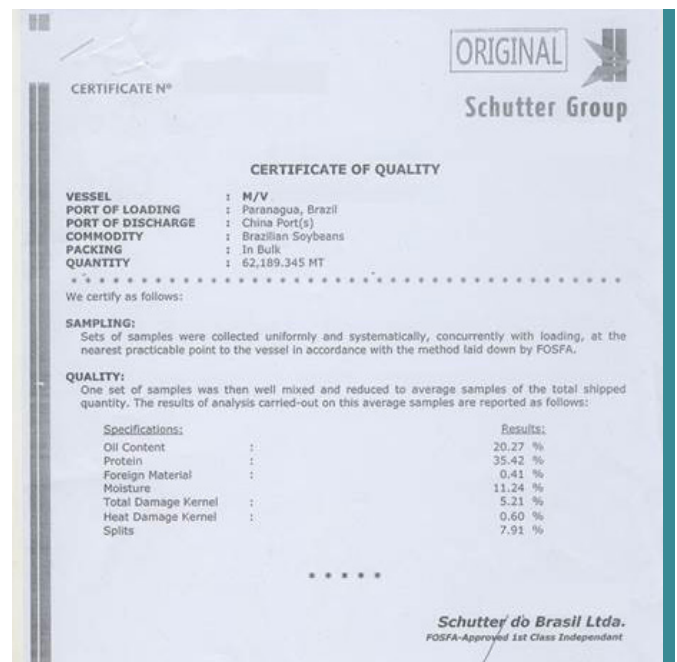 ORIGINAL
CERTIFICATE Nº
Schutter Group
CERTIFICATE OF QUALITY
VESSEL : M/V
PORT OF LOADING : Paranagua, Brazil
PORT OF DISCHARGE : China Port(s)
COMMODITY : Brazilian Soybeans
PACKING : In Bulk
QUANTITY : 62,189.345 MT
We certify as follows:
SAMPLING:
Sets of samples were collected uniformly and systematically, concurrently with loading, at the
nearest practicable point to the vessel in accordance with the method laid down by FOSFA.
QUALITY:
One set of samples was then well mixed and reduced to average samples of the total shipped
quantity. The results of analysis carried-out on this average samples are reported as follows:
Specifications: Results:
Oil Content : 20.27 %
Protein : 35.42 %
Foreign Material : 0.41 %
Moisture 11.24 %
Total Damage Kernel : 5.21 %
Heat Damage Kernel : 0.60 %
Splits 7.91 %
* * * * *
Schutter do Brasil Ltda.
FOSFA-Approved 1st Class Independant